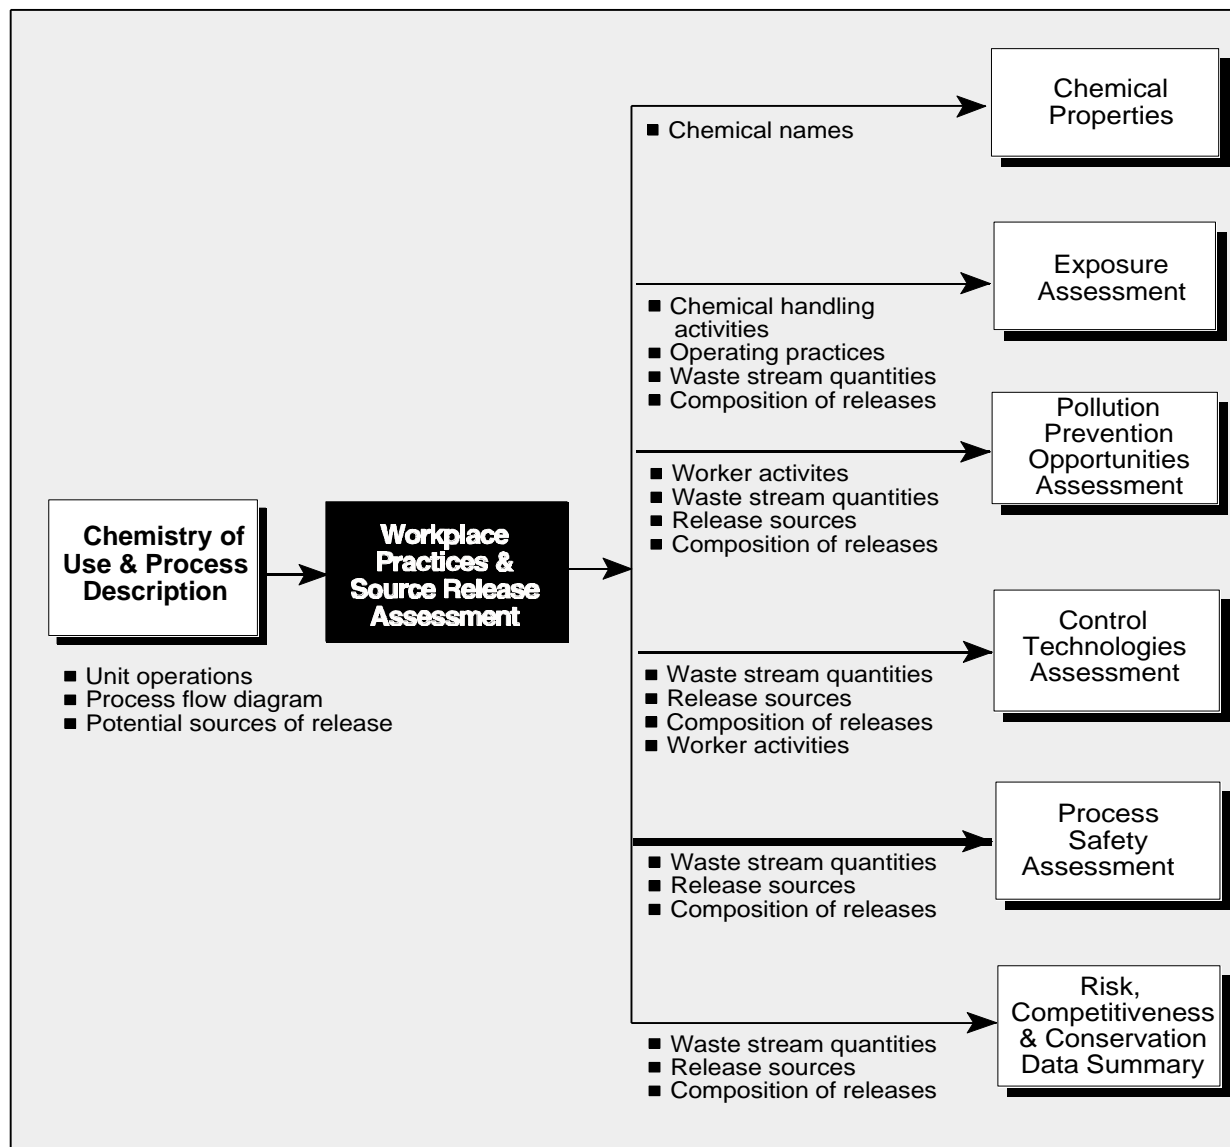 Chemical
Properties
■ Chemical names
Exposure
Assessment
■ Chemical handling
activities
■ Operating practices
■ Waste stream quantities
■ Composition of releases
Pollution
Prevention
Opportunities
Assessment
■ Worker activites
■ Waste stream quantities
■ Release sources
■ Composition of releases
Chemistry of
Use & Process
Description
■ Unit operations
■ Process flow diagram
■ Potential sources of release
Workplace
Practices &
Source Release
Assessment
Control
Technologies
Assessment
■ Waste stream quantities
■ Release sources
■ Composition of releases
■ Worker activities
Process
Safety
Assessment
■ Waste stream quantities
■ Release sources
■ Composition of releases
Risk,
Competitiveness
& Conservation
Data Summary
■ Waste stream quantities
■ Release sources
■ Composition of releases